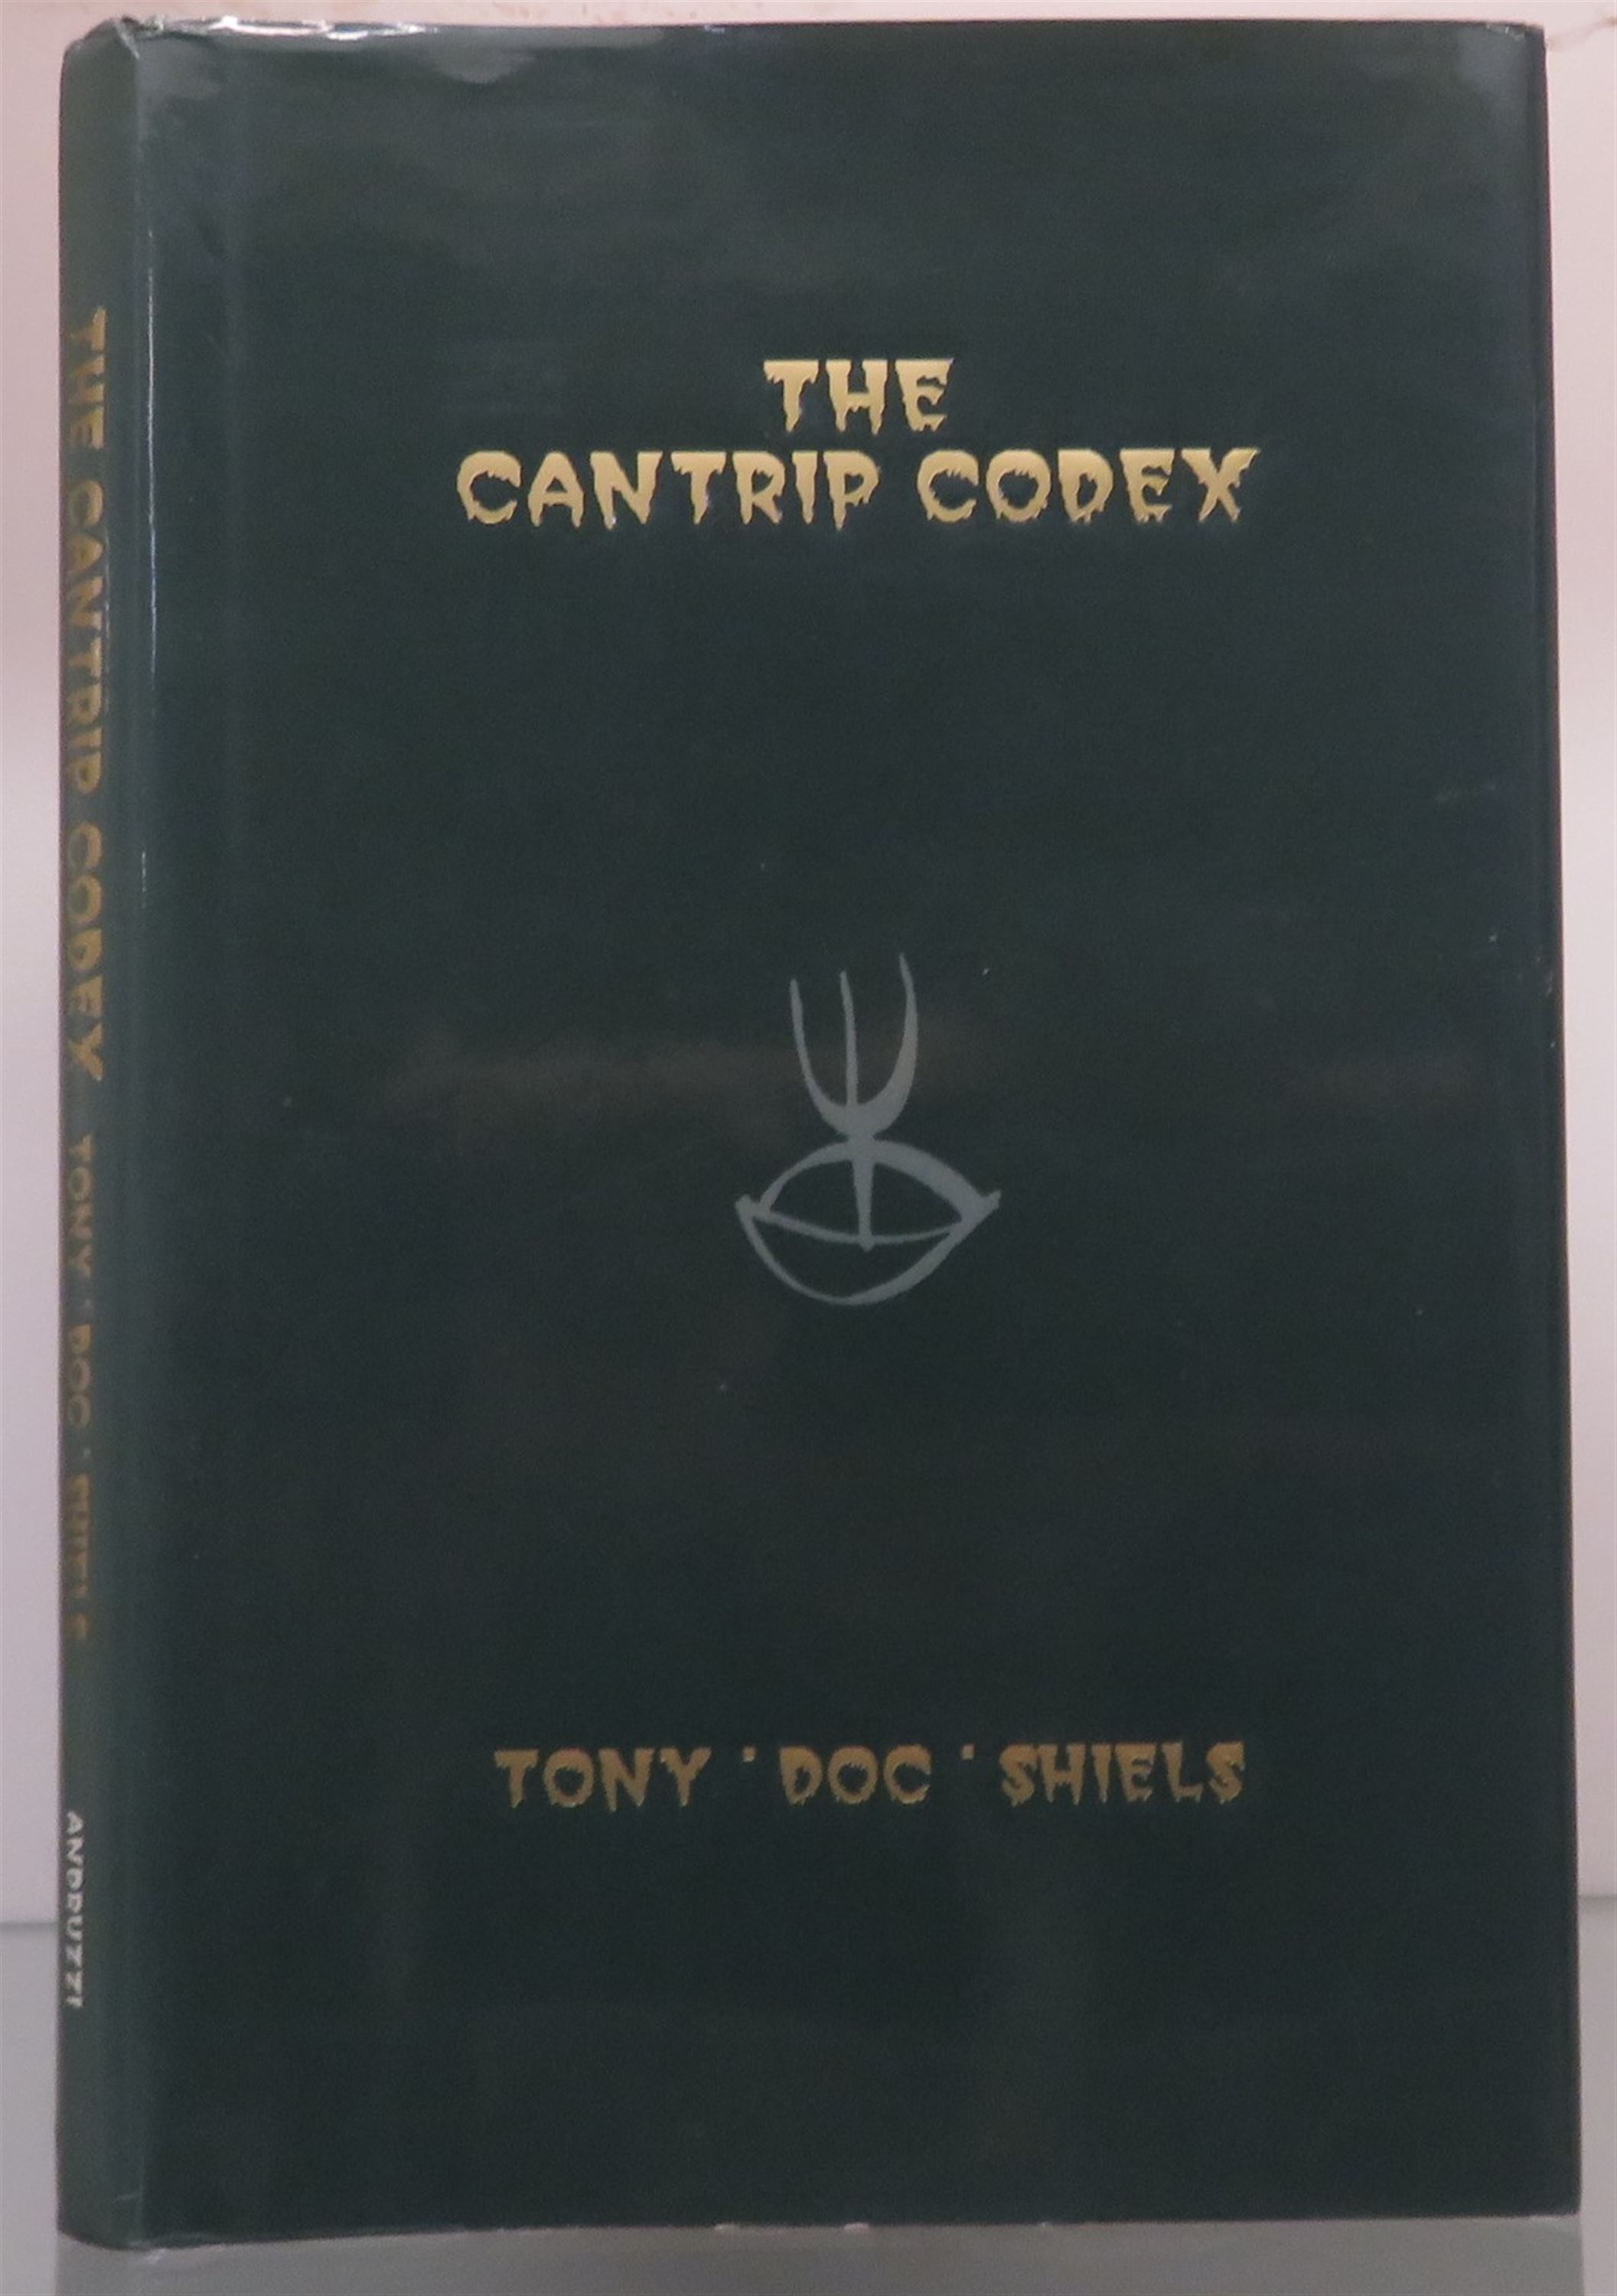 THE
CANTRIP CODEX
TONY 'DOC' SHIELS
THE CANTRIP CODEX TONY 'DOC' SHIELS ANDRUZZI